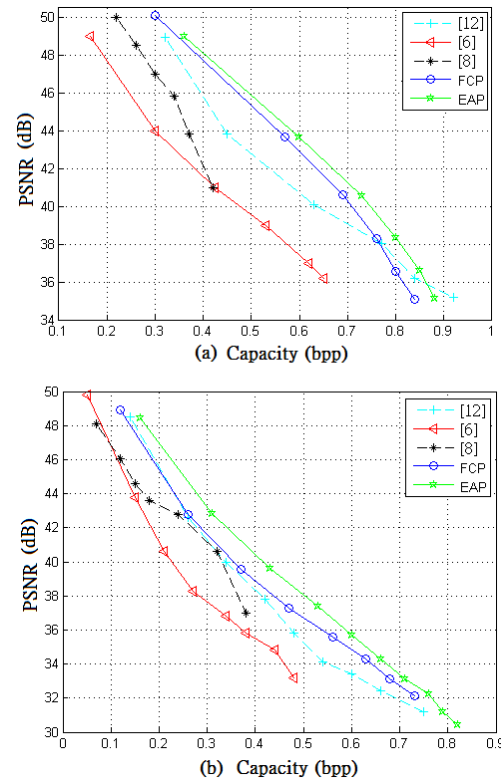 50
48
46
44
42
40
38
36
34
PSNR (dB)
[12]
[6]
[8]
FCP
EAP
0.1 0.2 0.3 0.4 0.5 0.6 0.7 0.8 0.9 1
(a) Capacity (bpp)
50
48
46
44
42
40
38
36
34
32
30
PSNR (dB)
[12]
[6]
[8]
FCP
EAP
0 0.1 0.2 0.3 0.4 0.5 0.6 0.7 0.8 0.9
(b) Capacity (bpp)